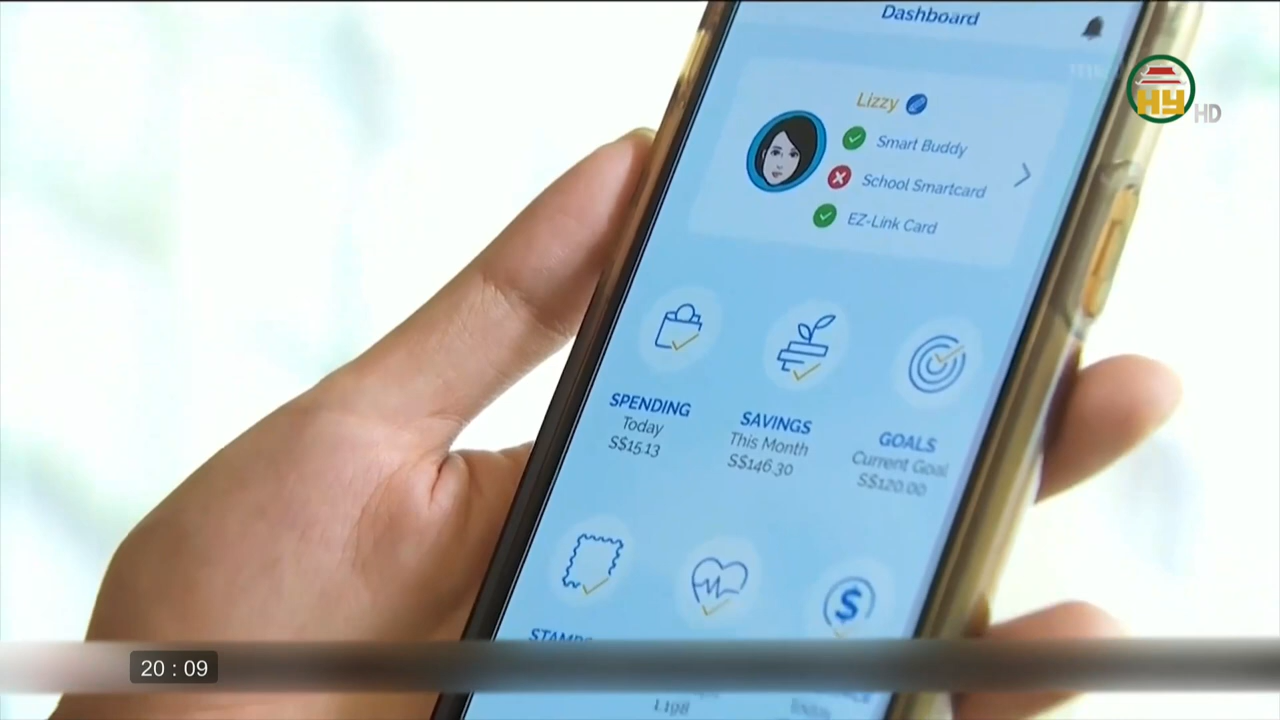 Dashboard
HY HD
Lizzy
Smart Buddy
School Smartcard
EZ-Link Card
SPENDING
Today
S$15.13
SAVINGS
This Month
S$146.30
GOALS
Current Goal
S$120.00
20 : 09